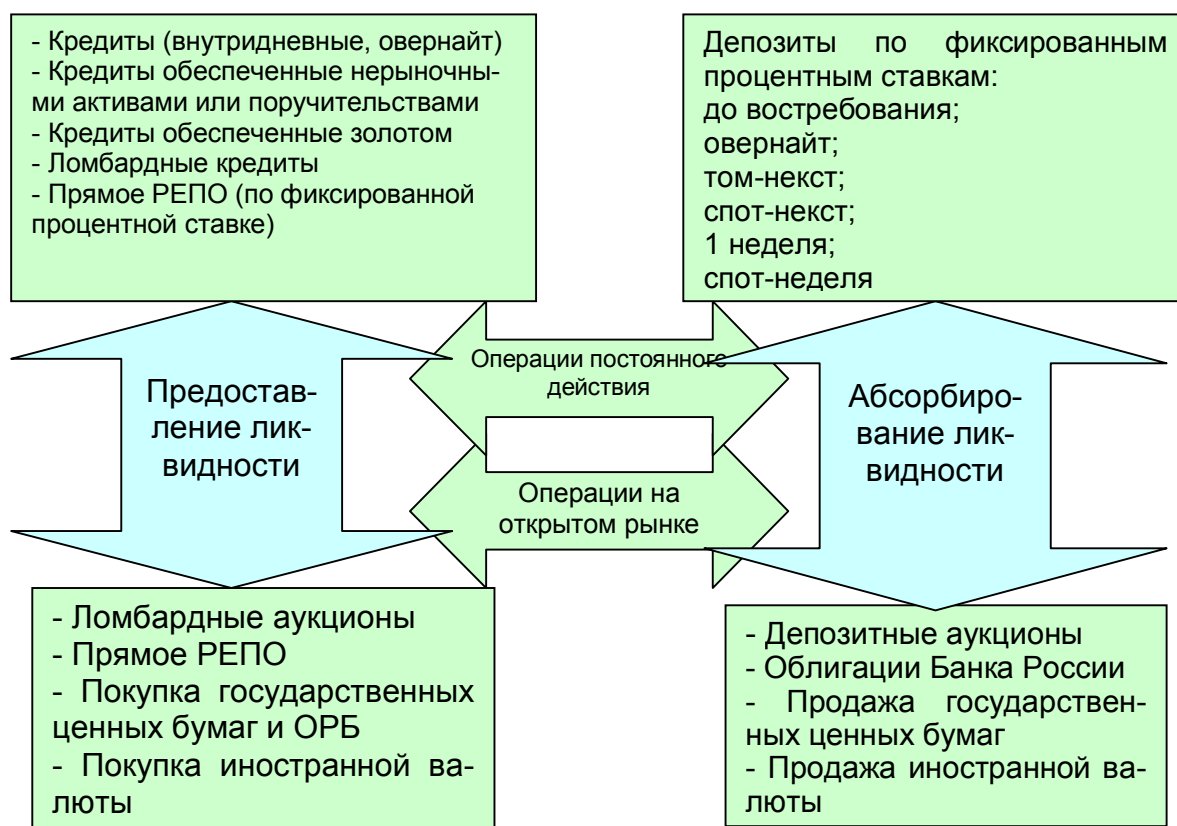 - Кредиты (внутридневные, овернайт)
- Кредиты обеспеченные нерыночны-
ми активами или поручительствами
- Кредиты обеспеченные золотом
- Ломбардные кредиты
- Прямое РЕПО (по фиксированной
процентной ставке)
Депозиты по фиксированным
процентным ставкам:
до востребования;
овернайт;
том-некст;
спот-некст;
1 неделя;
спот-неделя
Предостав-
ление лик-
видности
Операции постоянного
действия
Операции на
открытом рынке
Абсорбиро-
вание лик-
видности
- Ломбардные аукционы
- Прямое РЕПО
- Покупка государственных
ценных бумаг и ОРБ
- Покупка иностранной ва-
люты
- Депозитные аукционы
- Облигации Банка России
- Продажа государствен-
ных ценных бумаг
- Продажа иностранной ва-
люты